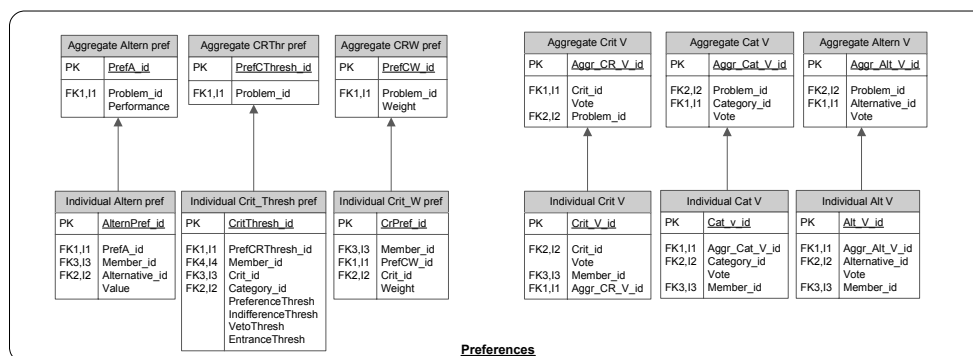 Aggregate Altern pref
PK PrefA_id
FK1,I1 Problem_id
Performance
Aggregate CRThr pref
PK PrefCThresh_id
FK1,I1 Problem_id
Aggregate CRW pref
PK PrefCW_id
FK1,I1 Problem_id
Weight
Aggregate Crit V
PK Aggr_CR_V_id
FK1,I1 Crit_id
Vote
FK2,I2 Problem_id
Aggregate Cat V
PK Aggr_Cat_V_id
FK2,I2 Problem_id
FK1,I1 Category_id
Vote
Aggregate Altern V
PK Aggr_Alt_V_id
FK2,I2 Problem_id
FK1,I1 Alternative_id
Vote
Individual Altern pref
PK AlternPref_id
FK1,I1 PrefA_id
FK3,I3 Member_id
FK2,I2 Alternative_id
Value
Individual Crit_Thresh pref
PK CritThresh_id
FK1,I1 PrefCRThresh_id
FK4,I4 Member_id
FK3,I3 Crit_id
FK2,I2 Category_id
PreferenceThresh
IndifferenceThresh
VetoThresh
EntranceThresh
Individual Crit_W pref
PK CrPref_id
FK3,I3 Member_id
FK1,I1 PrefCW_id
FK2,I2 Crit_id
Weight
Individual Crit V
PK Crit_V_id
FK2,I2 Crit_id
Vote
FK3,I3 Member_id
FK1,I1 Aggr_CR_V_id
Individual Cat V
PK Cat_v_id
FK1,I1 Aggr_Cat_V_id
FK2,I2 Category_id
Vote
FK3,I3 Member_id
Individual Alt V
PK Alt_V_id
FK1,I1 Aggr_Alt_V_id
FK2,I2 Alternative_id
Vote
FK3,I3 Member_id
Preferences